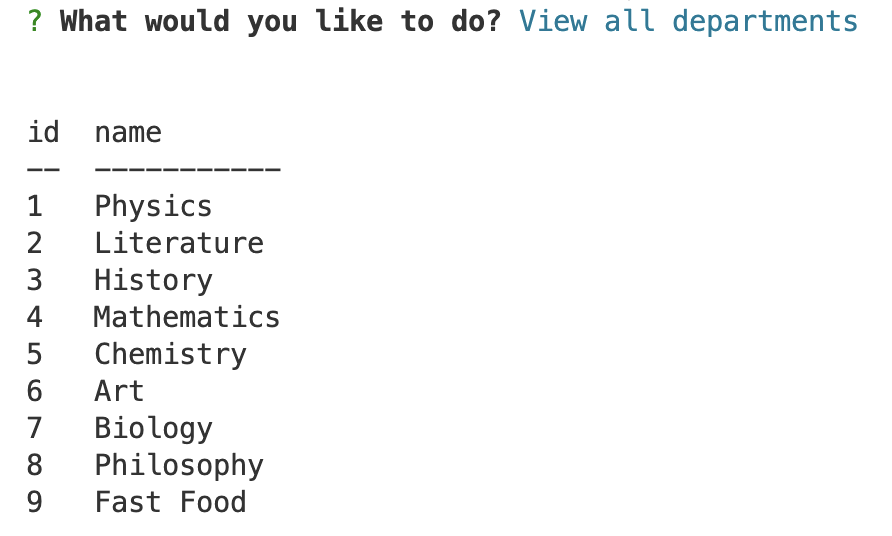 ? What would you like to do? View all departments
id  name
--  -----------
1   Physics
2   Literature
3   History
4   Mathematics
5   Chemistry
6   Art
7   Biology
8   Philosophy
9   Fast Food